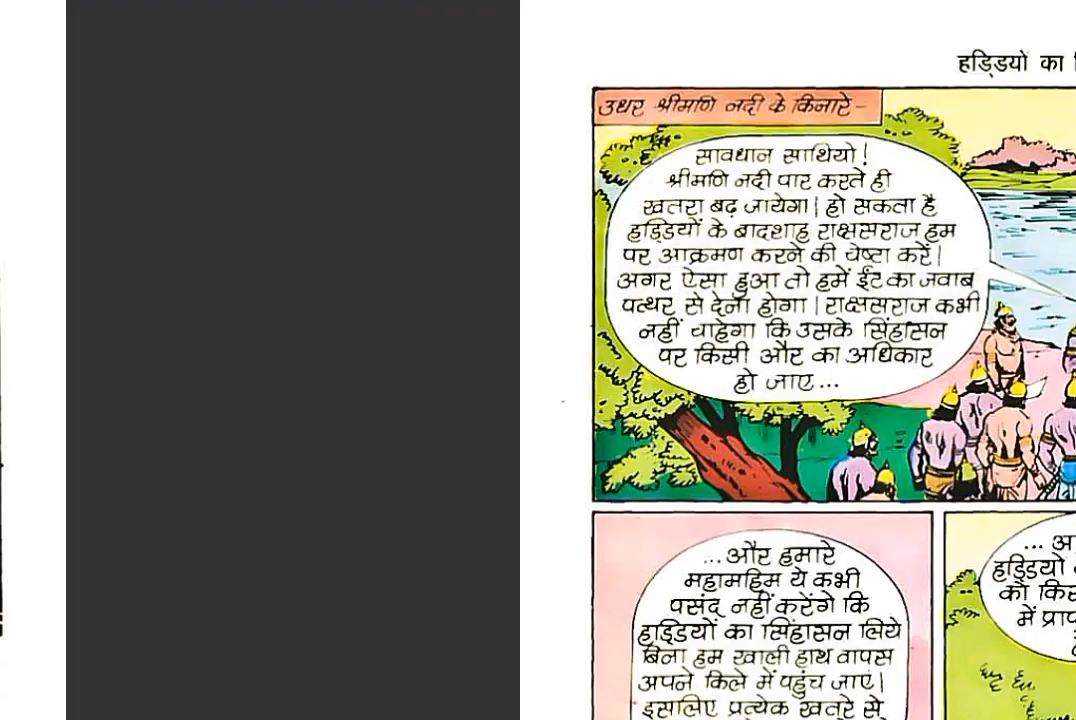 हड्डियों का
उधर श्रीमणि नदी के किनारे–
सावधान साथियो!
श्रीमणि नदी पार करते ही
खतरा बढ़ जायेगा| हो सकता है
हड्डियों के बादशाह राक्षसराज हम
पर आक्रमण करने की चेष्टा करें|
अगर ऐसा हुआ तो हमें ईंट का जवाब
पत्थर से देना होगा| राक्षसराज कभी
नहीं चाहेगा कि उसके सिंहासन
पर किसी और का अधिकार
हो जाए...
...और हमारे
महामहिम ये कभी
पसंद नहीं करेंगे कि
हड्डियों का सिंहासन लिये
बिना हम खाली हाथ वापस
अपने किले में पहुंच जाएं|
इसलिए प्रत्येक खतरे से
...
हड्डियों
को
में